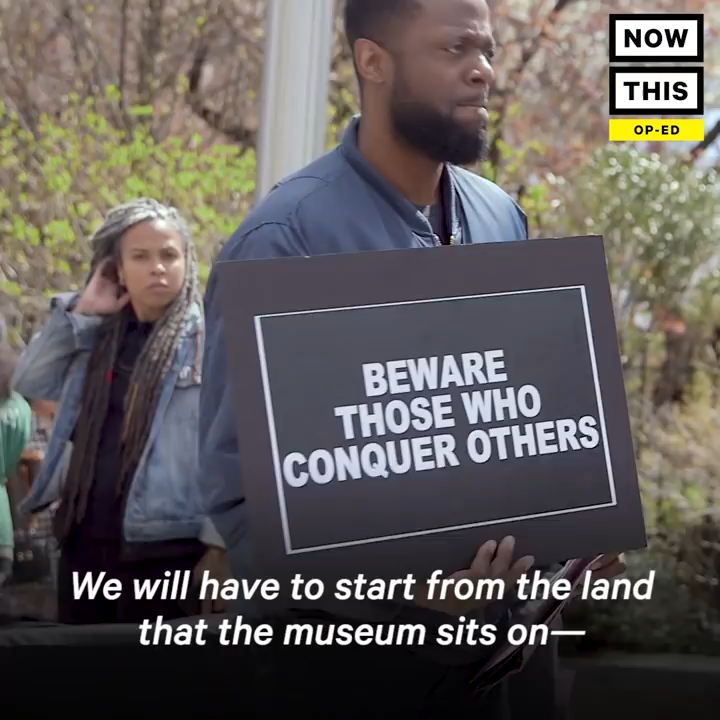 NOW
THIS
OP-ED
BEWARE
THOSE WHO
CONQUER OTHERS
We will have to start from the land
that the museum sits on—